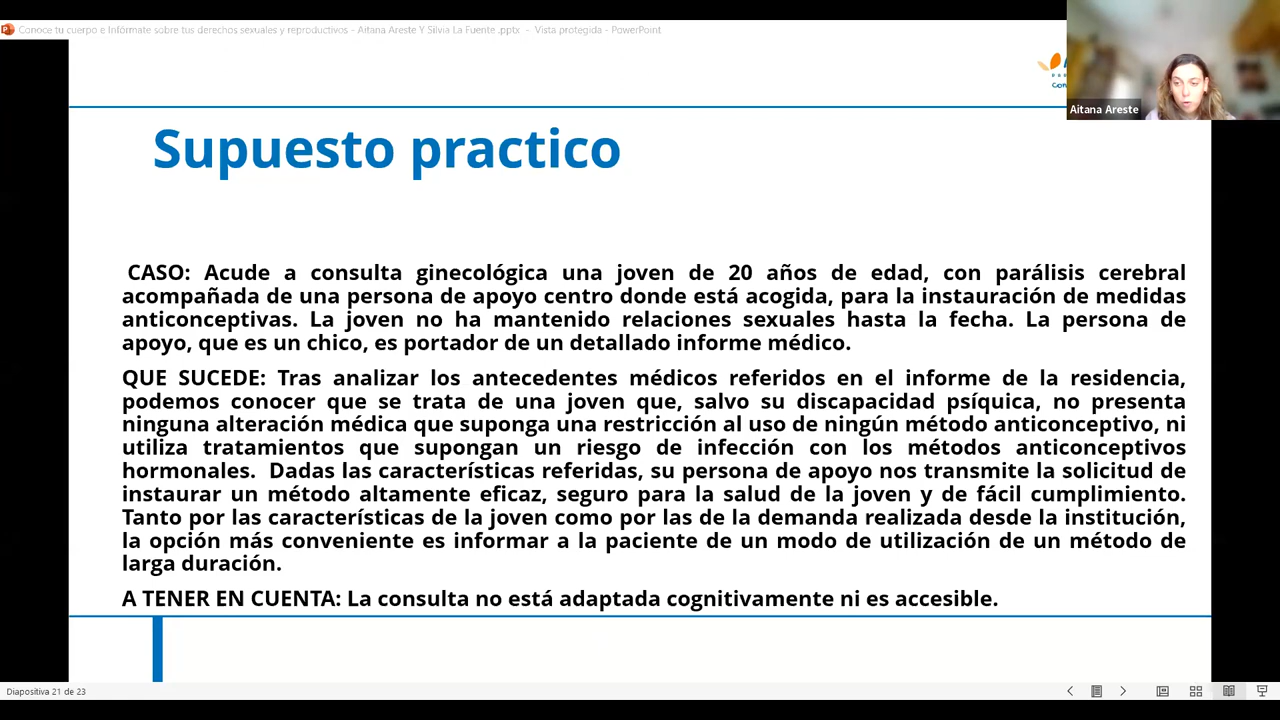 Conoce tu cuerpo e Infórmate sobre tus derechos sexuales y reproductivos - Aitana Areste Y Silvia La Fuente .pptx - Vista protegida - PowerPoint
Aitana Areste
Supuesto practico
CASO: Acude a consulta ginecológica una joven de 20 años de edad, con parálisis cerebral
acompañada de una persona de apoyo centro donde está acogida, para la instauración de medidas
anticonceptivas. La joven no ha mantenido relaciones sexuales hasta la fecha. La persona de
apoyo, que es un chico, es portador de un detallado informe médico.
QUE SUCEDE: Tras analizar los antecedentes médicos referidos en el informe de la residencia,
podemos conocer que se trata de una joven que, salvo su discapacidad psíquica, no presenta
ninguna alteración médica que suponga una restricción al uso de ningún método anticonceptivo, ni
utiliza tratamientos que supongan un riesgo de infección con los métodos anticonceptivos
hormonales. Dadas las características referidas, su persona de apoyo nos transmite la solicitud de
instaurar un método altamente eficaz, seguro para la salud de la joven y de fácil cumplimiento.
Tanto por las características de la joven como por las de la demanda realizada desde la institución,
la opción más conveniente es informar a la paciente de un modo de utilización de un método de
larga duración.
A TENER EN CUENTA: La consulta no está adaptada cognitivamente ni es accesible.
Diapositiva 21 de 23